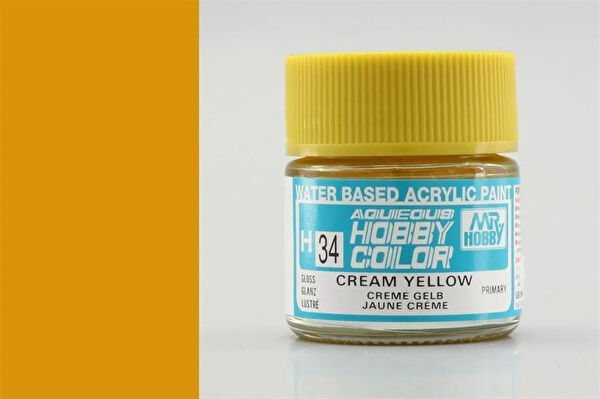 WATER BASED ACRYLIC PAINT
AQUEOUS
HOBBY
COLOR
MR.
HOBBY
H 34
GLOSS
GLANZ
LUSTRÉ
CREAM YELLOW
CREME GELB
JAUNE CRÉME
PRIMARY